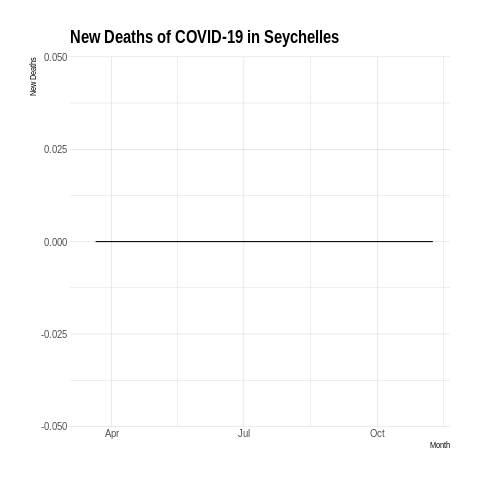 New Deaths of COVID-19 in Seychelles
New Deaths
0.050
0.025
0.000
-0.025
-0.050
Apr Jul Oct
Month